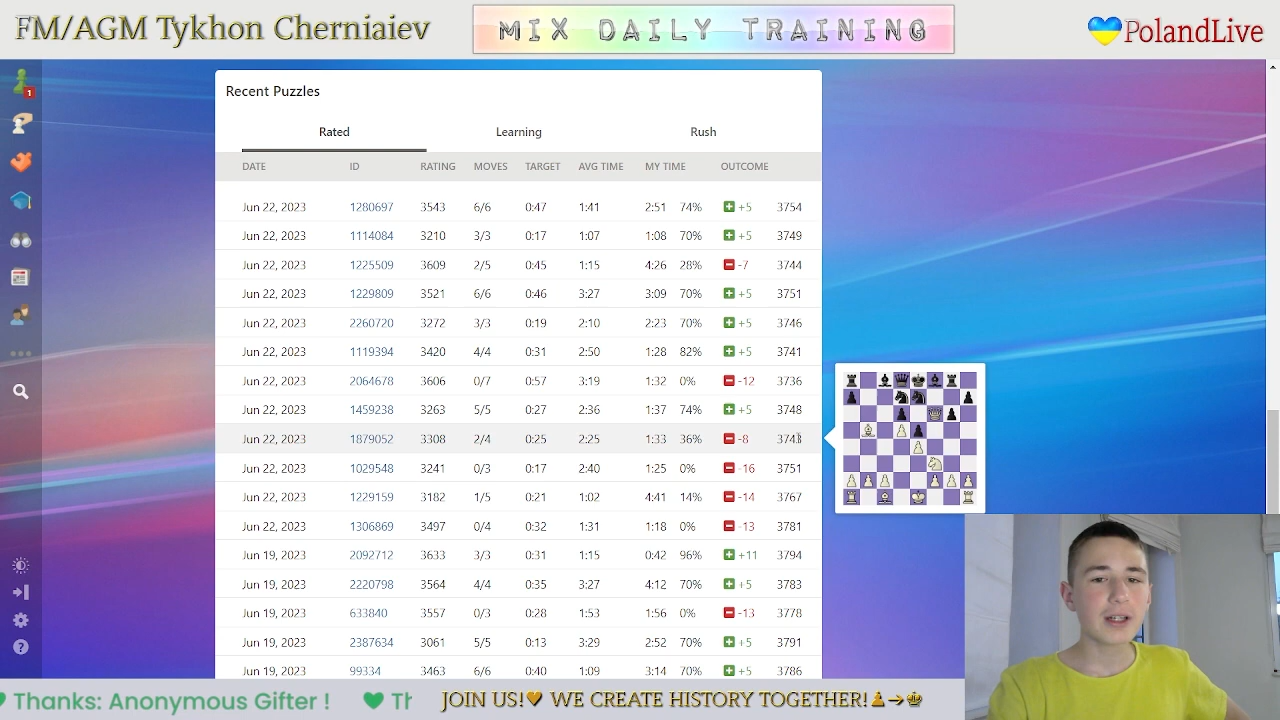 FM/AGM Tykhon Cherniaiev
MIX DAILY TRAINING
PolandLive
1
Recent Puzzles
Rated Learning Rush
DATE ID RATING MOVES TARGET AVG TIME MY TIME OUTCOME
Jun 22, 2023 1280697 3543 6/6 0:47 1:41 2:51 74% +5 3754
Jun 22, 2023 1114084 3210 3/3 0:17 1:07 1:08 70% +5 3749
Jun 22, 2023 1225509 3609 2/5 0:45 1:15 4:26 28% -7 3744
Jun 22, 2023 1229809 3521 6/6 0:46 3:27 3:09 70% +5 3751
Jun 22, 2023 2260720 3272 3/3 0:19 2:10 2:23 70% +5 3746
Jun 22, 2023 1119394 3420 4/4 0:31 2:50 1:28 82% +5 3741
Jun 22, 2023 2064678 3606 0/7 0:57 3:19 1:32 0% -12 3736
Jun 22, 2023 1459238 3263 5/5 0:27 2:36 1:37 74% +5 3748
Jun 22, 2023 1879052 3308 2/4 0:25 2:25 1:33 36% -8 3743
Jun 22, 2023 1029548 3241 0/3 0:17 2:40 1:25 0% -16 3751
Jun 22, 2023 1229159 3182 1/5 0:21 1:02 4:41 14% -14 3767
Jun 22, 2023 1306869 3497 0/4 0:32 1:31 1:18 0% -13 3781
Jun 19, 2023 2092712 3633 3/3 0:31 1:15 0:42 96% +11 3794
Jun 19, 2023 2220798 3564 4/4 0:35 3:27 4:12 70% +5 3783
Jun 19, 2023 633840 3557 0/3 0:28 1:53 1:56 0% -13 3778
Jun 19, 2023 2387634 3061 5/5 0:13 3:29 2:52 70% +5 3791
Jun 19, 2023 99334 3463 6/6 0:40 1:09 3:14 70% +5 3786
Thanks: Anonymous Gifter ! Th
JOIN US! WE CREATE HISTORY TOGETHER!